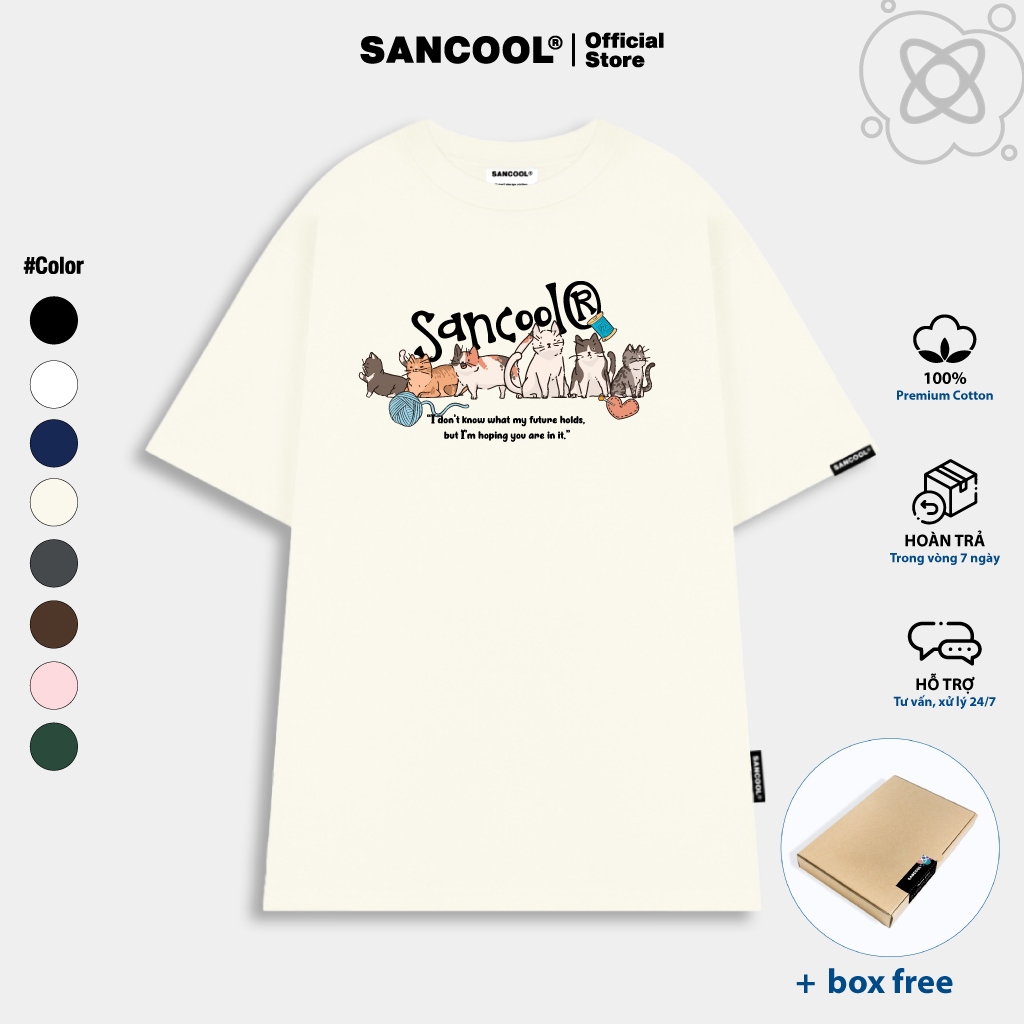 SANCOOL® | Official
Store
SANCOOL®
#Color
Sancool®
"I don't know what my future holds,
but I'm hoping you are in it."
SANCOOL®
100%
Premium Cotton
HOÀN TRẢ
Trong vòng 7 ngày
HỖ TRỢ
Tư vấn, xử lý 24/7
SANCOOL®
SANCOOL
+ box free